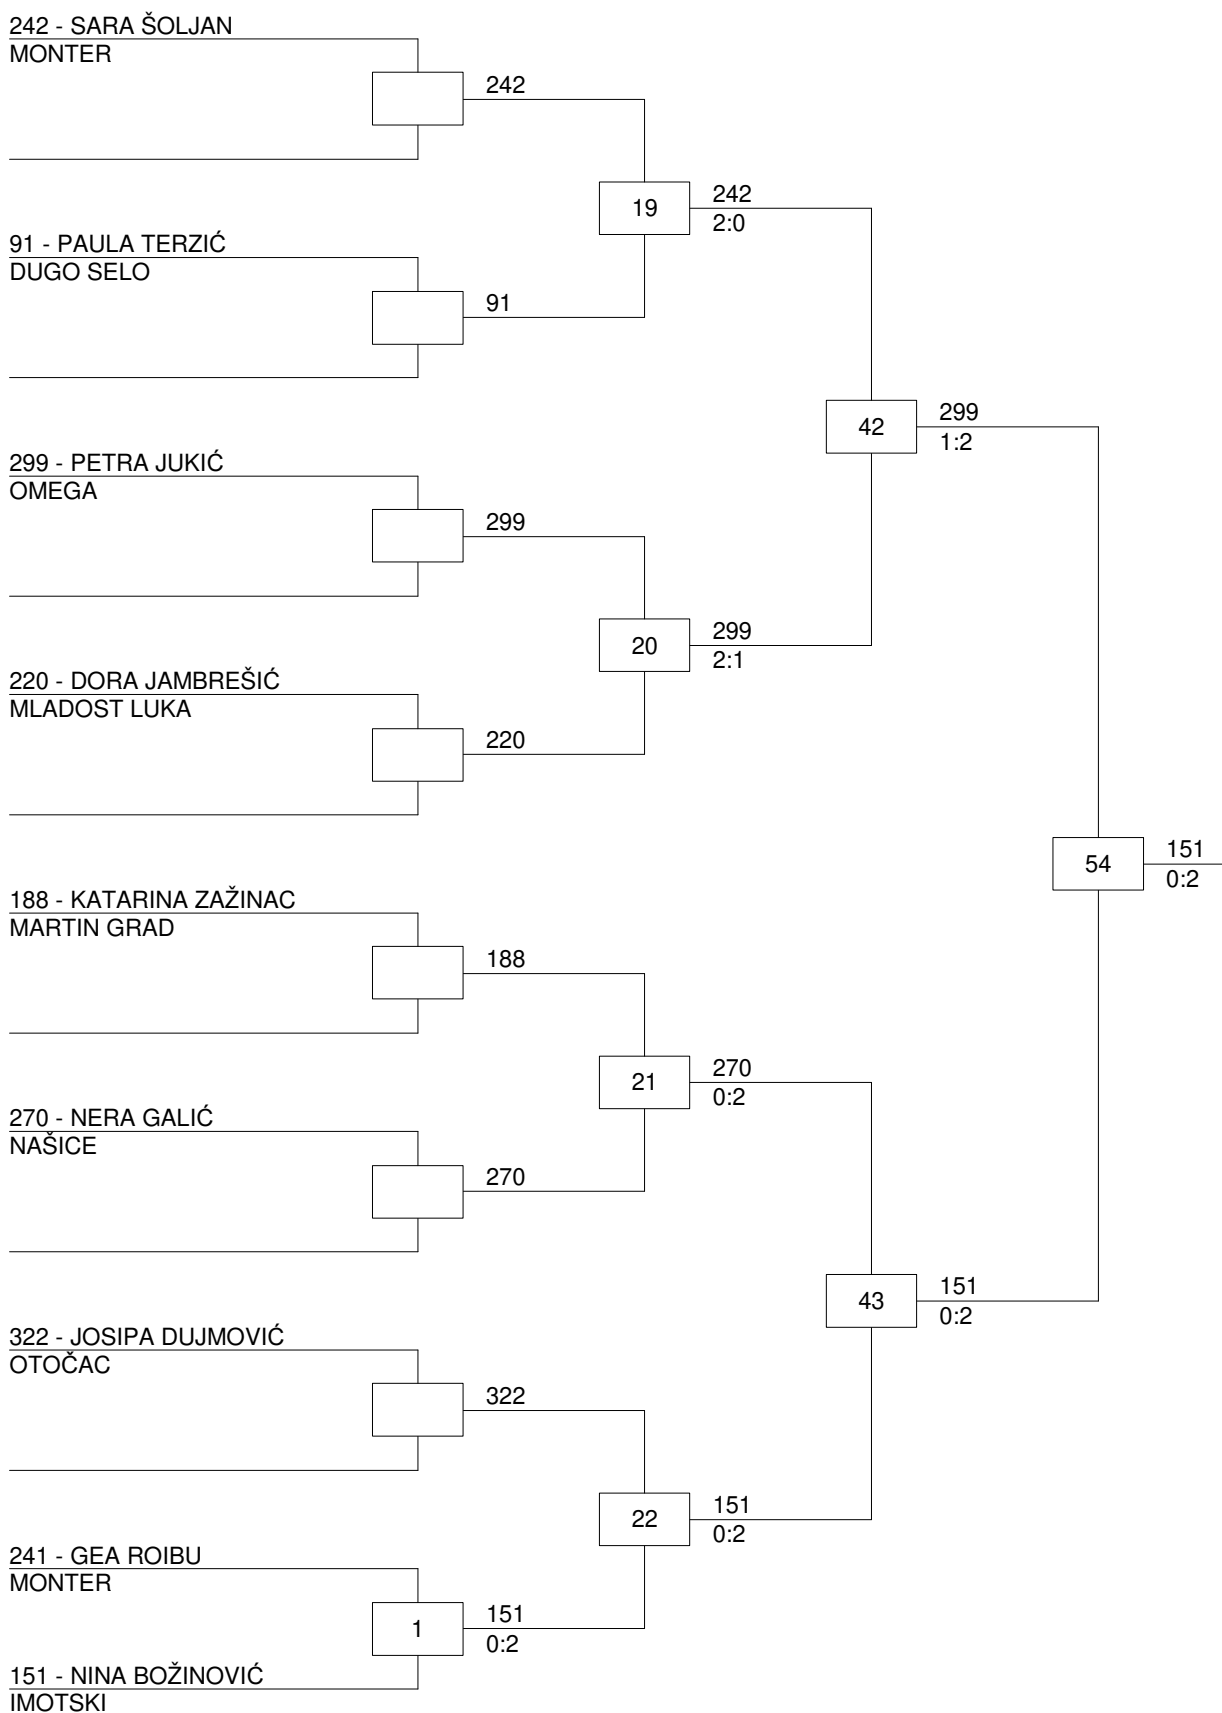 242 - SARA ŠOLJAN
MONTER
242
19
242
2:0
91 - PAULA TERZIĆ
DUGO SELO
91
42
299
1:2
299 - PETRA JUKIĆ
OMEGA
299
20
299
2:1
220 - DORA JAMBREŠIĆ
MLADOST LUKA
220
54
151
0:2
188 - KATARINA ZAŽINAC
MARTIN GRAD
188
21
270
0:2
270 - NERA GALIĆ
NAŠICE
270
43
151
0:2
322 - JOSIPA DUJMOVIĆ
OTOČAC
322
22
151
0:2
241 - GEA ROIBU
MONTER
1
151
0:2
151 - NINA BOŽINOVIĆ
IMOTSKI